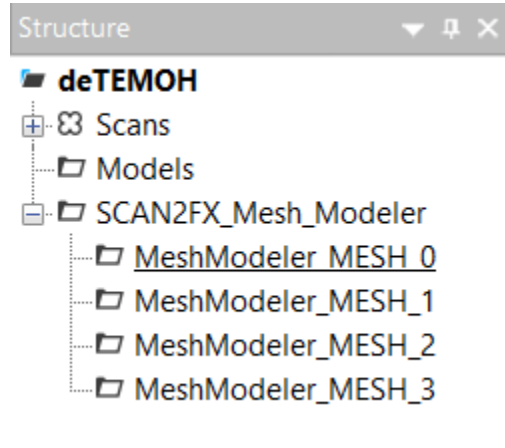 Structure
deTEMOH
Scans
Models
SCAN2FX_Mesh_Modeler
MeshModeler_MESH_0
MeshModeler_MESH_1
MeshModeler_MESH_2
MeshModeler_MESH_3